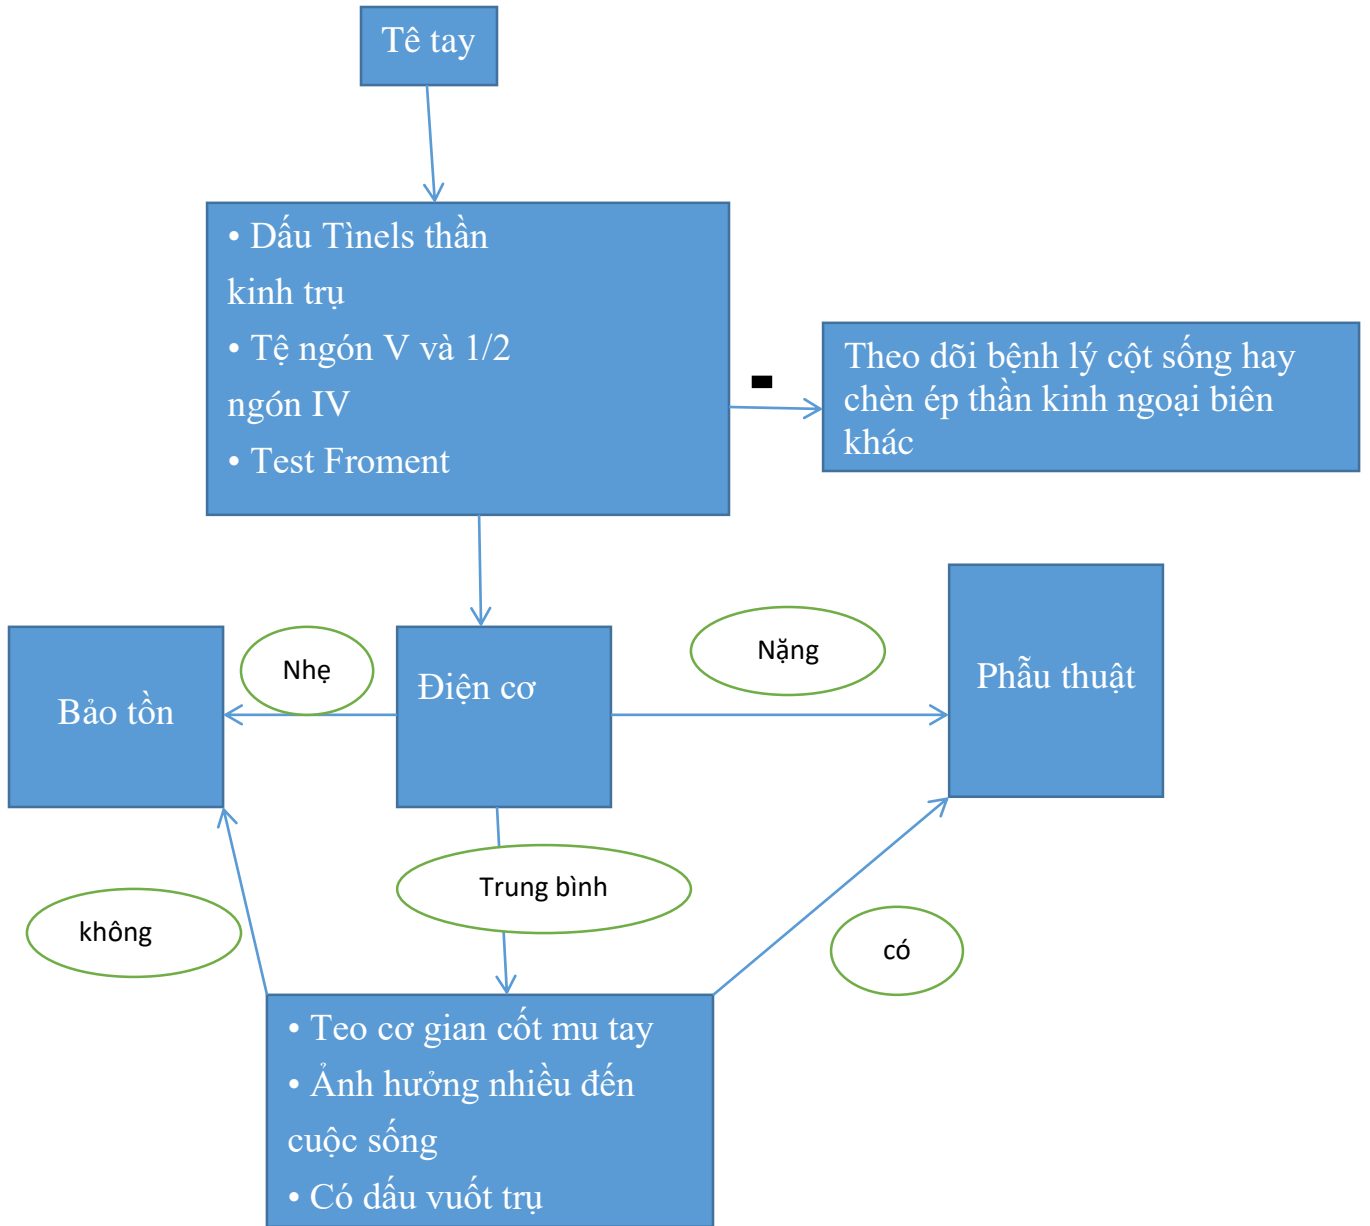 Tê tay
• Dấu Tìnels thần
kinh trụ
• Tệ ngón V và 1/2
ngón IV
• Test Froment
-
Theo dõi bệnh lý cột sống hay
chèn ép thần kinh ngoại biên
khác
Bảo tồn
Nhẹ
Điện cơ
Nặng
Phẫu thuật
Trung bình
không
có
• Teo cơ gian cốt mu tay
• Ảnh hưởng nhiều đến
cuộc sống
• Có dấu vuốt trụ